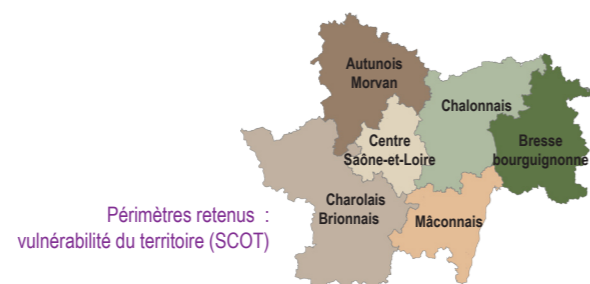 Autunois
Morvan
Chalonnais
Centre
Saône-et-Loire
Bresse
bourguignonne
Charolais
Brionnais
Mâconnais
Périmètres retenus :
vulnérabilité du territoire (SCOT)